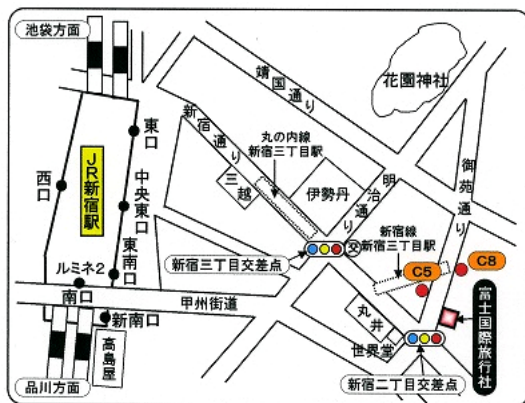 池袋方面
花園神社
靖国通り
新宿通り
丸の内線
新宿三丁目駅
東口
JR新宿駅
中央東口
西口
三越
伊勢丹
明治通り
御苑通り
交
新宿線
新宿三丁目駅
新宿三丁目交差点
東南口
ルミネ2
C5
C8
南口
甲州街道
丸井
富士国際旅行社
新南口
世界堂
高島屋
品川方面
新宿二丁目交差点